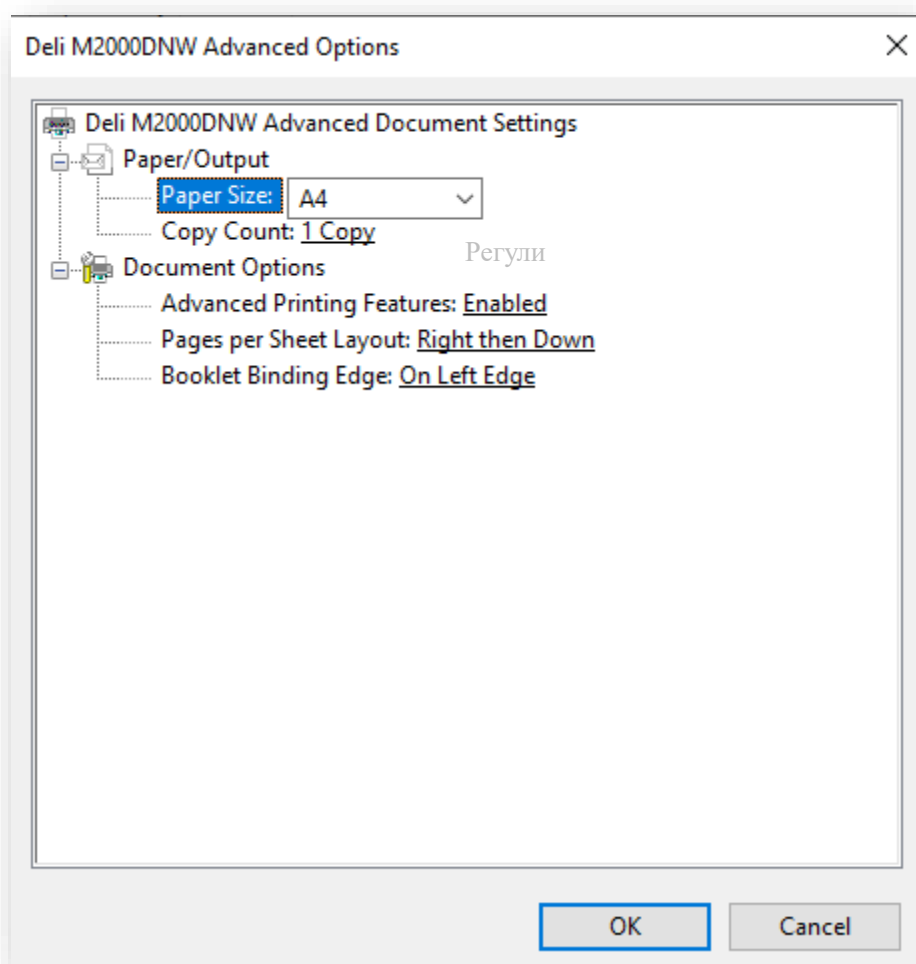 Deli M2000DNW Advanced Options
Deli M2000DNW Advanced Document Settings
Paper/Output
Paper Size: A4
Copy Count: 1 Copy
Регули
Document Options
Advanced Printing Features: Enabled
Pages per Sheet Layout: Right then Down
Booklet Binding Edge: On Left Edge
OK Cancel